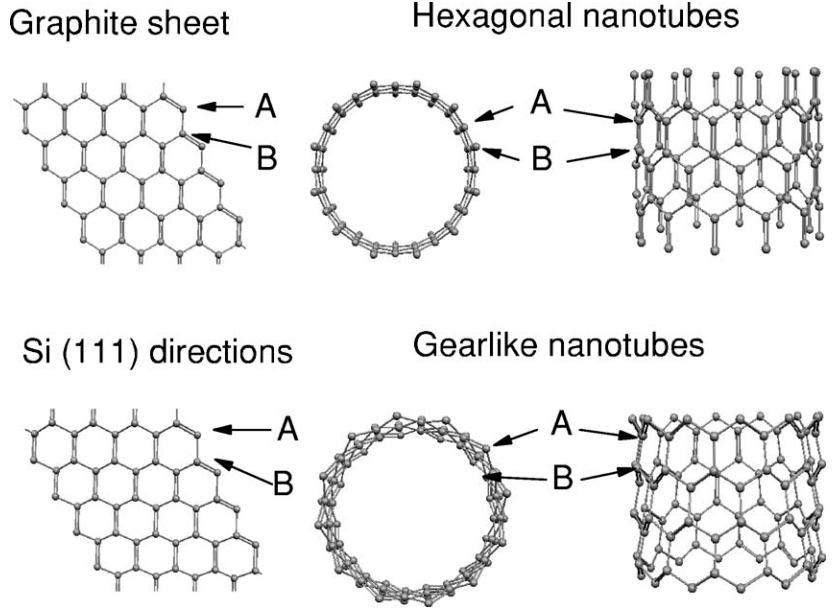 Graphite sheet
Hexagonal nanotubes
A
B
A
B
Si (111) directions
Gearlike nanotubes
A
B
A
B